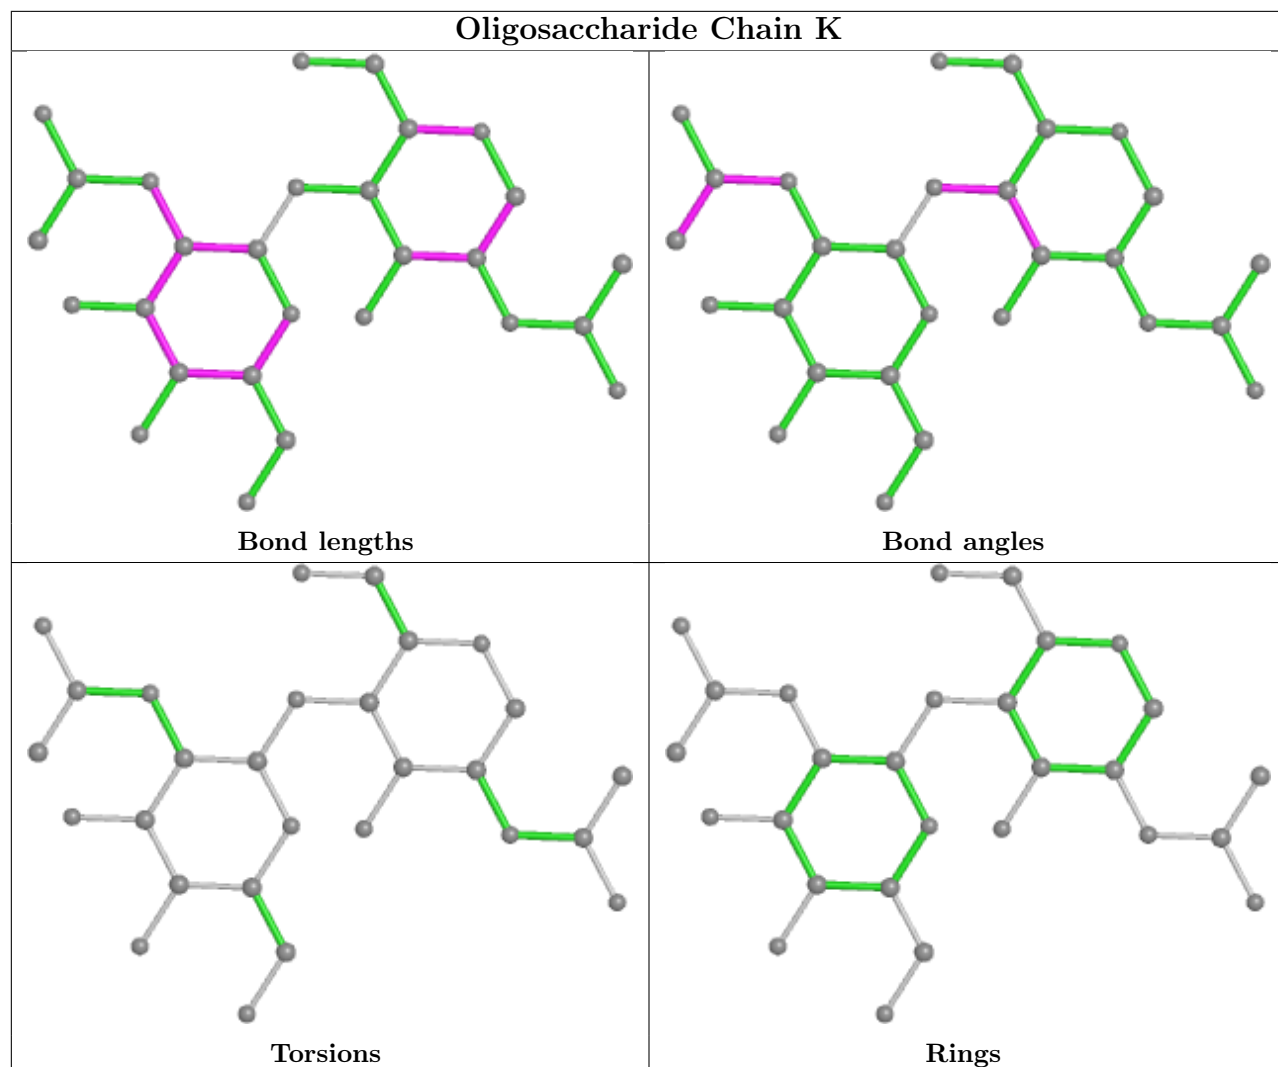 Oligosaccharide Chain K
Bond lengths
Bond angles
Torsions
Rings